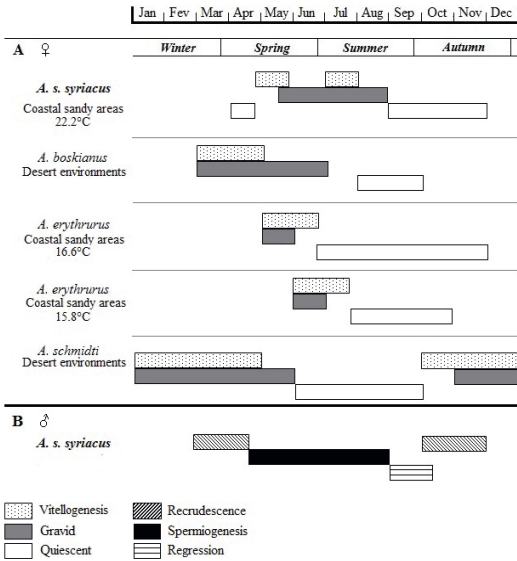 Jan Fev Mar Apr May Jun Jul Aug Sep Oct Nov Dec
Winter Spring Summer Autumn
A ♀
A. s. syriacus
Coastal sandy areas
22.2°C
A. boskianus
Desert environments
A. erythrurus
Coastal sandy areas
16.6°C
A. erythrurus
Coastal sandy areas
15.8°C
A. schmidti
Desert environments
B ♂
A. s. syriacus
Vitellogenesis Recrudescence
Gravid Spermiogenesis
Quiescent Regression